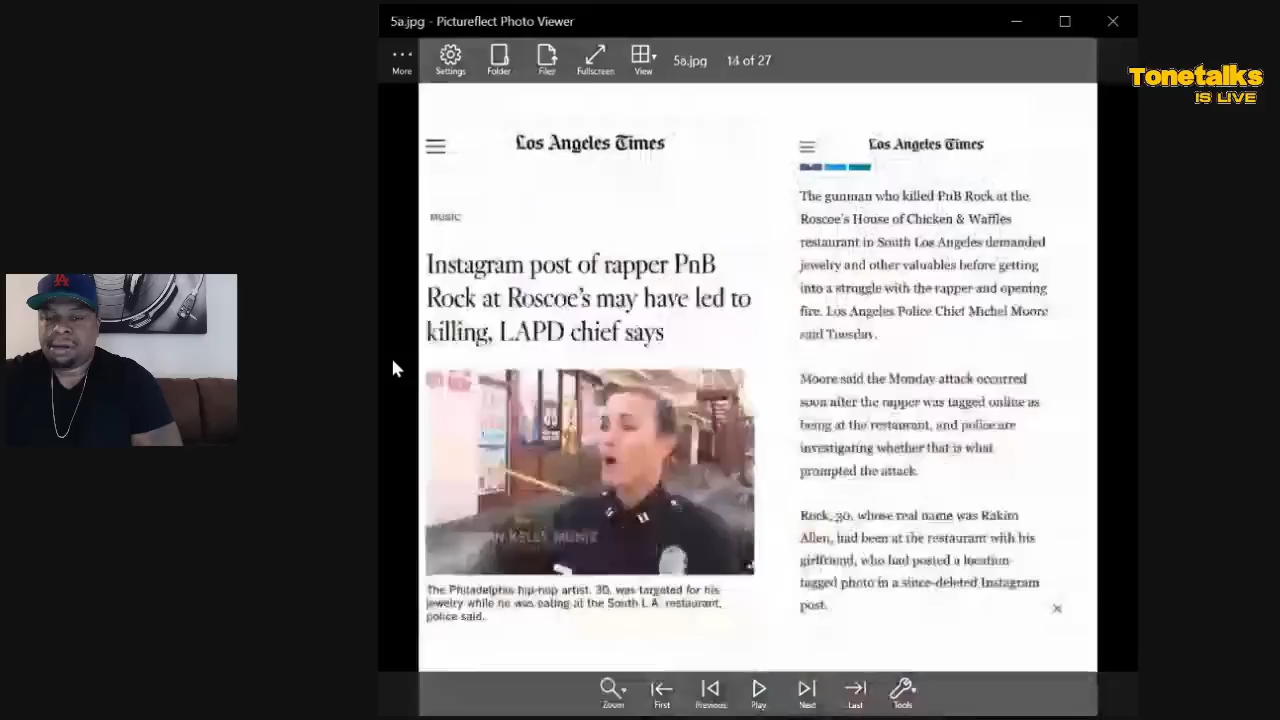 5a.jpg - Pictureflect Photo Viewer
More
Settings
Folder
Files
Fullscreen
View
5a.jpg
14 of 27
Tonetalks
IS LIVE
Los Angeles Times
MUSIC
Instagram post of rapper PnB
Rock at Roscoe's may have led to
killing, LAPD chief says
KELLY MUNIZ
The Philadelphia hip-hop artist, 30, was targeted for his
jewelry while he was eating at the South L.A. restaurant,
police said.
Los Angeles Times
The gunman who killed PnB Rock at the
Roscoe's House of Chicken & Waffles
restaurant in South Los Angeles demanded
jewelry and other valuables before getting
into a struggle with the rapper and opening
fire, Los Angeles Police Chief Michel Moore
said Tuesday.
Moore said the Monday attack occurred
soon after the rapper was tagged online as
being at the restaurant, and police are
investigating whether that is what
prompted the attack.
Rock, 30, whose real name was Rakim
Allen, had been at the restaurant with his
girlfriend, who had posted a location-
tagged photo in a since-deleted Instagram
post.
LA
Zoom
First
Previous
Play
Next
Last
Tools